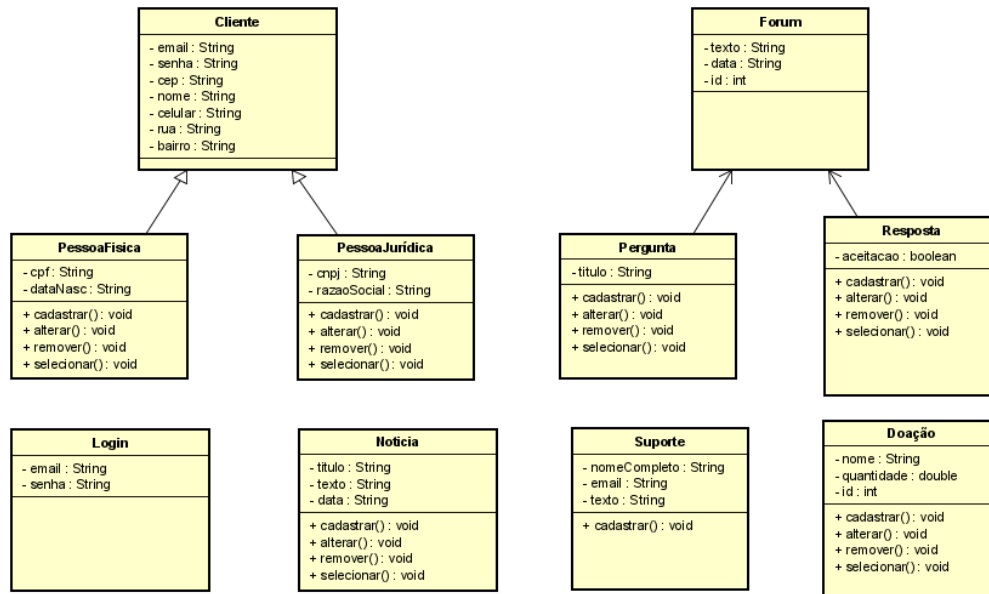 Cliente
- email : String
- senha : String
- cep : String
- nome : String
- celular : String
- rua : String
- bairro : String
Forum
- texto : String
- data : String
- id : int
PessoaFisica
- cpf : String
- dataNasc : String
+ cadastrar() : void
+ alterar() : void
+ remover() : void
+ selecionar() : void
PessoaJurídica
- cnpj : String
- razaoSocial : String
+ cadastrar() : void
+ alterar() : void
+ remover() : void
+ selecionar() : void
Pergunta
- titulo : String
+ cadastrar() : void
+ alterar() : void
+ remover() : void
+ selecionar() : void
Resposta
- aceitacao : boolean
+ cadastrar() : void
+ alterar() : void
+ remover() : void
+ selecionar() : void
Login
- email : String
- senha : String
Noticia
- titulo : String
- texto : String
- data : String
+ cadastrar() : void
+ alterar() : void
+ remover() : void
+ selecionar() : void
Suporte
- nomeCompleto : String
- email : String
- texto : String
+ cadastrar() : void
Doação
- nome : String
- quantidade : double
- id : int
+ cadastrar() : void
+ alterar() : void
+ remover() : void
+ selecionar() : void